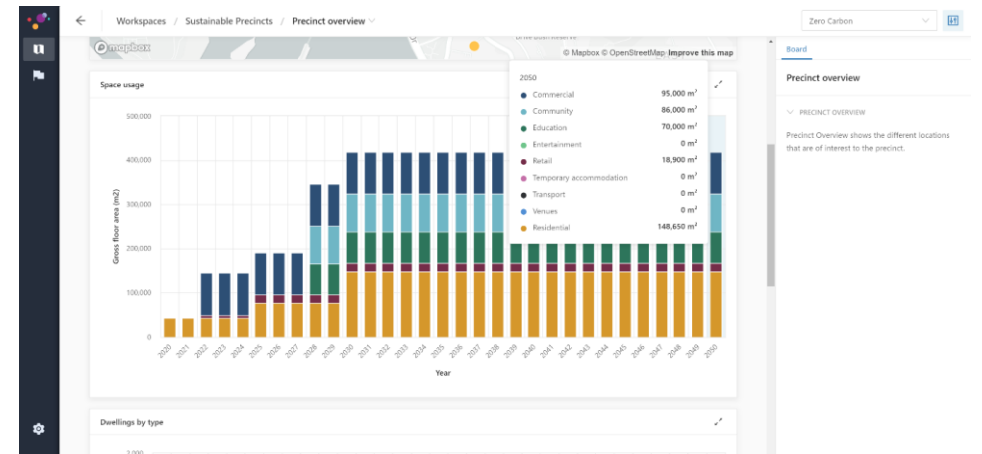 Workspaces / Sustainable Precincts / Precinct overview
Zero Carbon
mapbox
© Mapbox © OpenStreetMap Improve this map
Board
Precinct overview
PRECINCT OVERVIEW
Precinct Overview shows the different locations
that are of interest to the precinct.
Space usage
2050
Commercial 95,000 m²
Community 86,000 m²
Education 70,000 m²
Entertainment 0 m²
Retail 18,900 m²
Temporary accommodation 0 m²
Transport 0 m²
Venues 0 m²
Residential 148,650 m²
Gross floor area (m2)
500,000
400,000
300,000
200,000
100,000
0
2020 2021 2022 2023 2024 2025 2026 2027 2028 2029 2030 2031 2032 2033 2034 2035 2036 2037 2038 2039 2040 2041 2042 2043 2044 2045 2046 2047 2048 2049 2050
Year
Dwellings by type
2,000